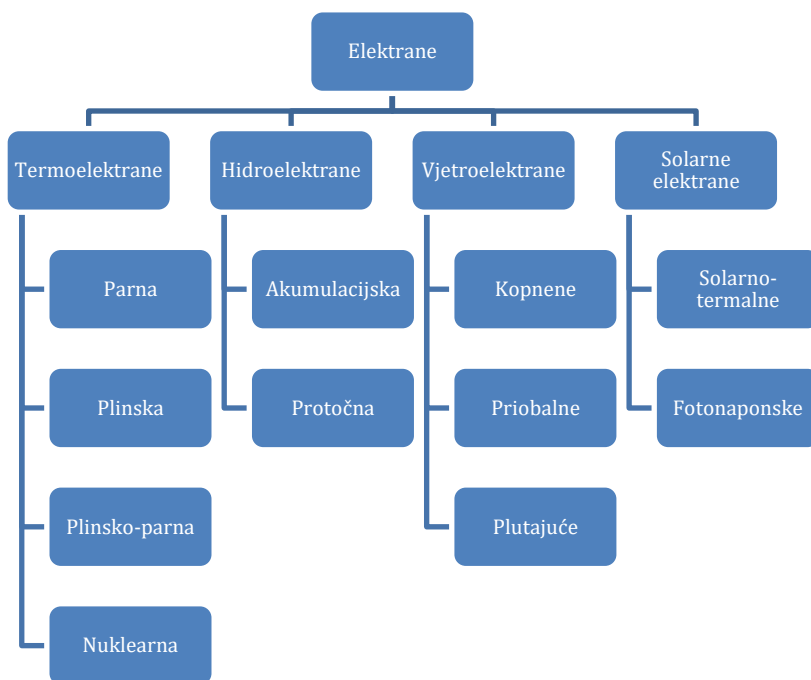 Elektrane
Termoelektrane
Hidroelektrane
Vjetroelektrane
Solarne
elektrane
Parna
Akumulacijska
Kopnene
Solarno-
termalne
Plinska
Protočna
Priobalne
Fotonaponske
Plinsko-parna
Plutajuće
Nuklearna